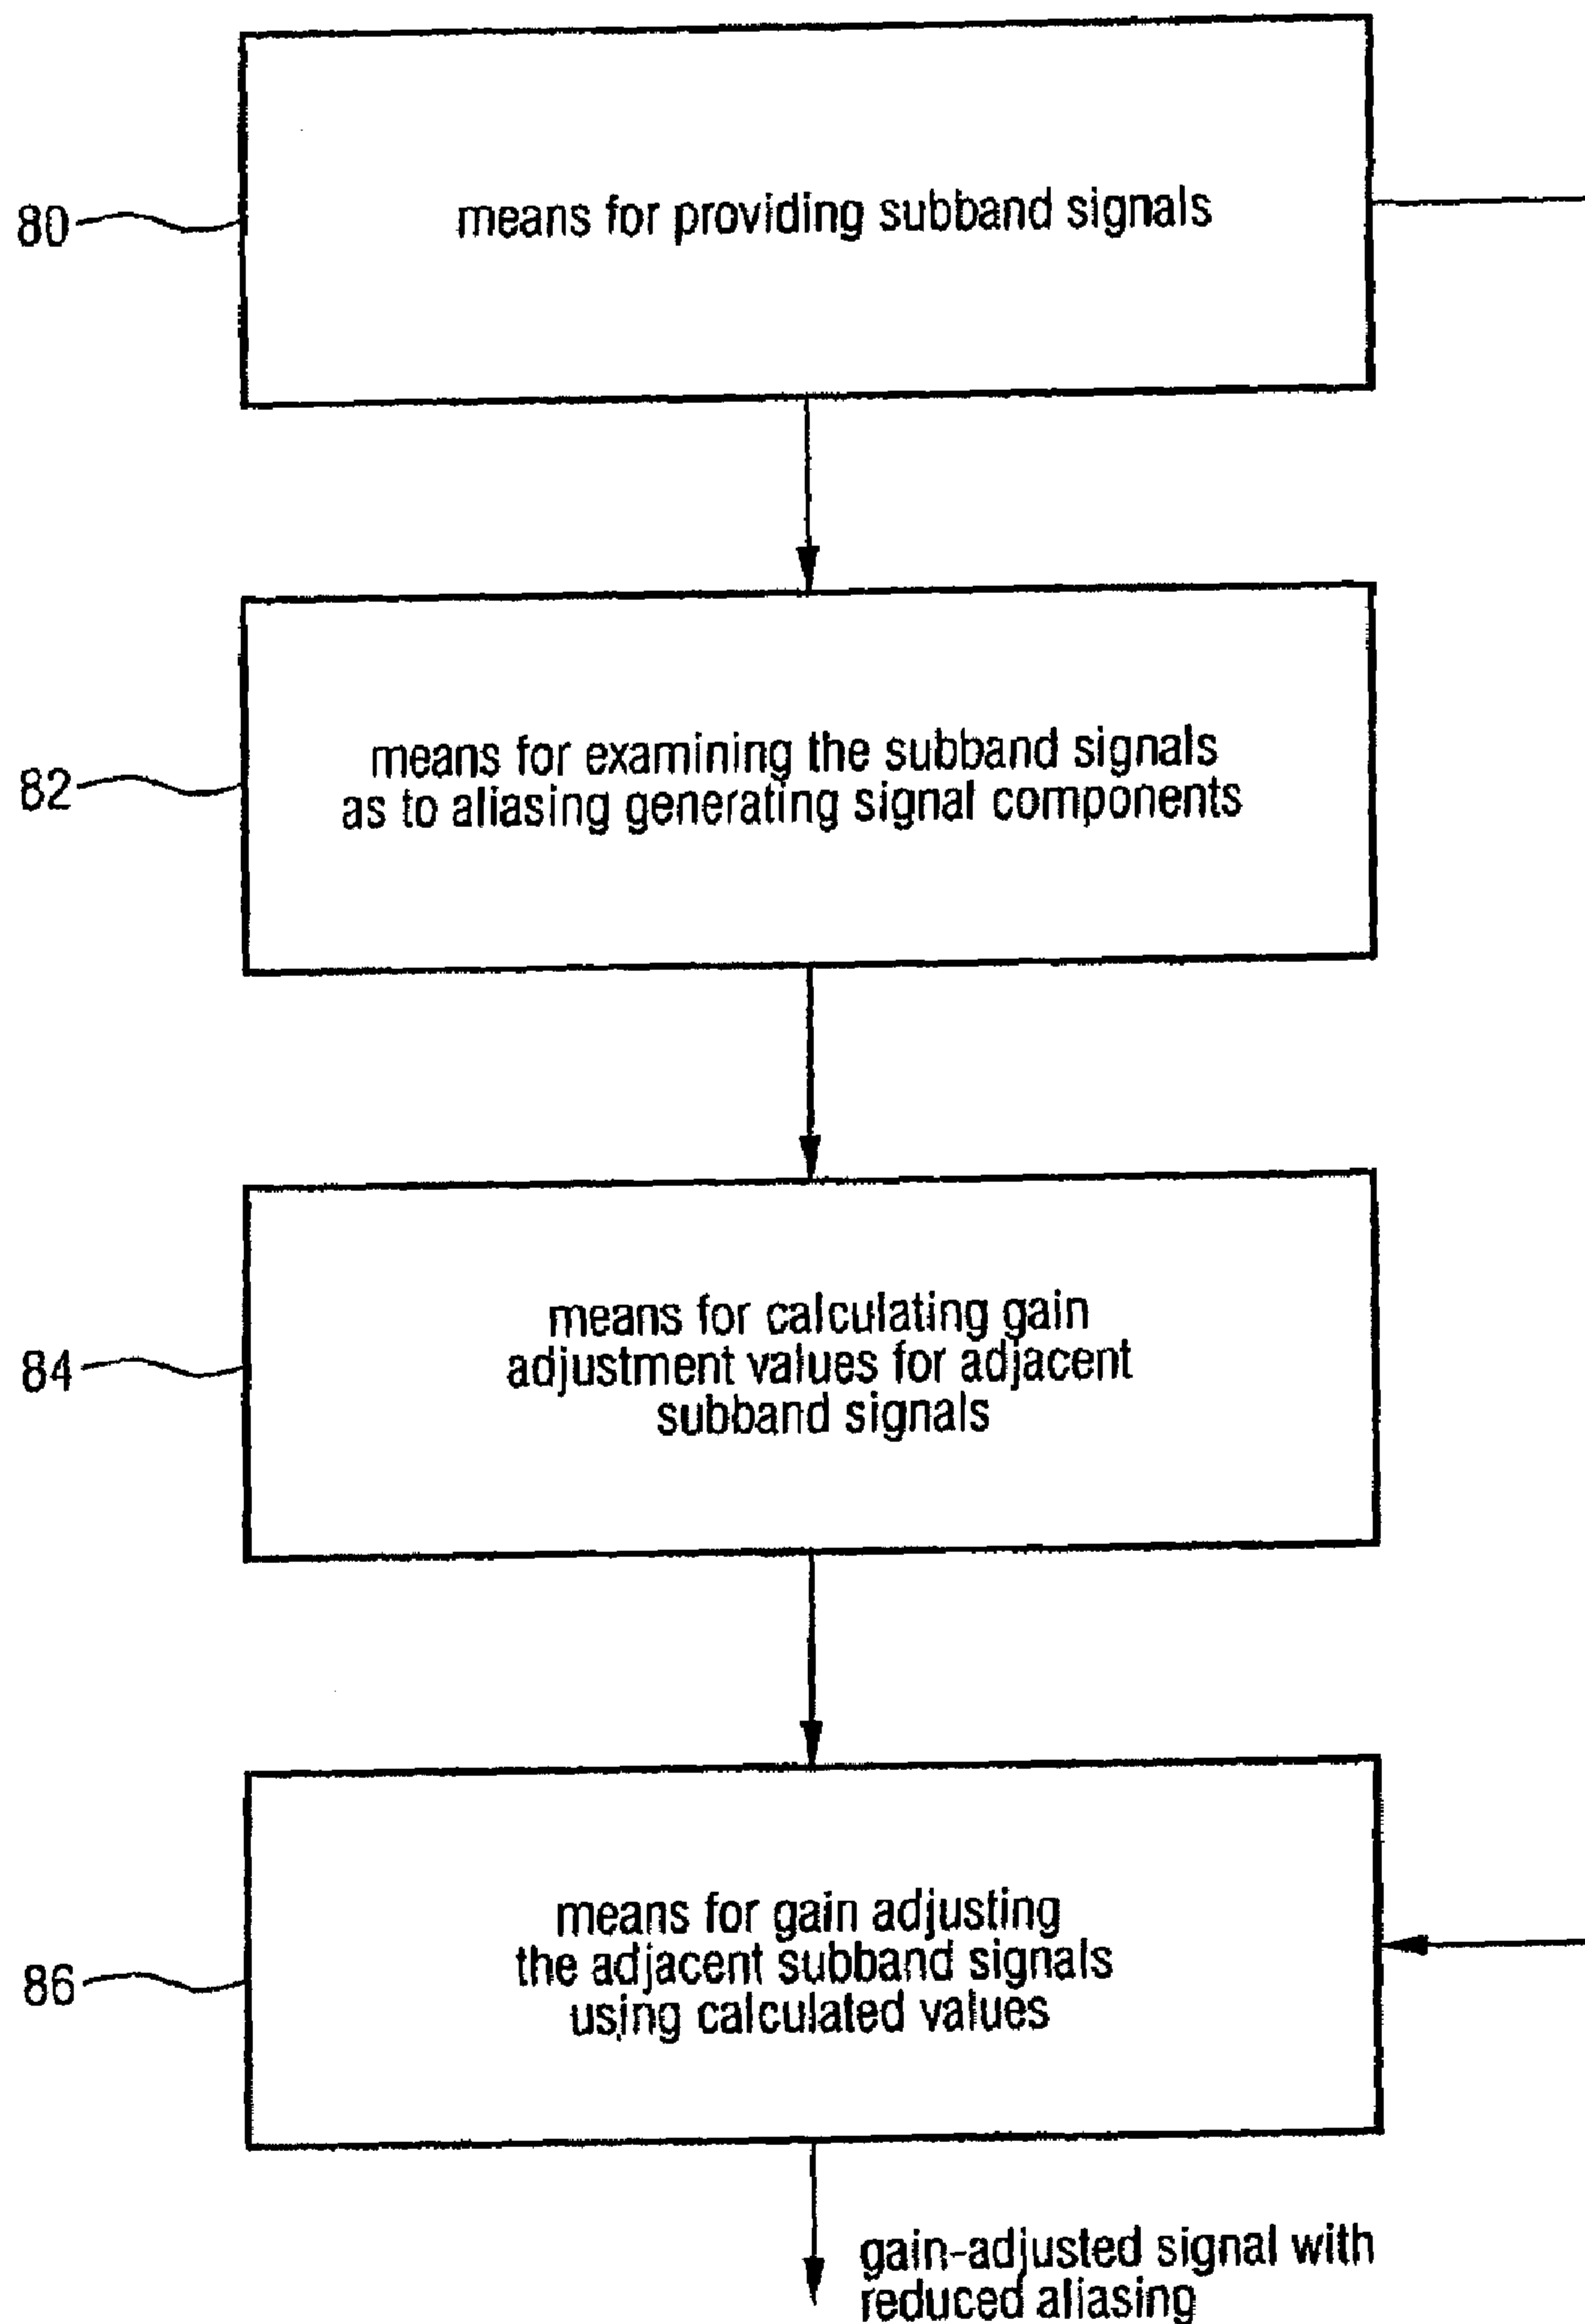 80
means for providing subband signals
82
means for examining the subband signals
as to aliasing generating signal components
84
means for calculating gain
adjustment values for adjacent
subband signals
86
means for gain adjusting
the adjacent subband signals
using calculated values
gain-adjusted signal with
reduced aliasing